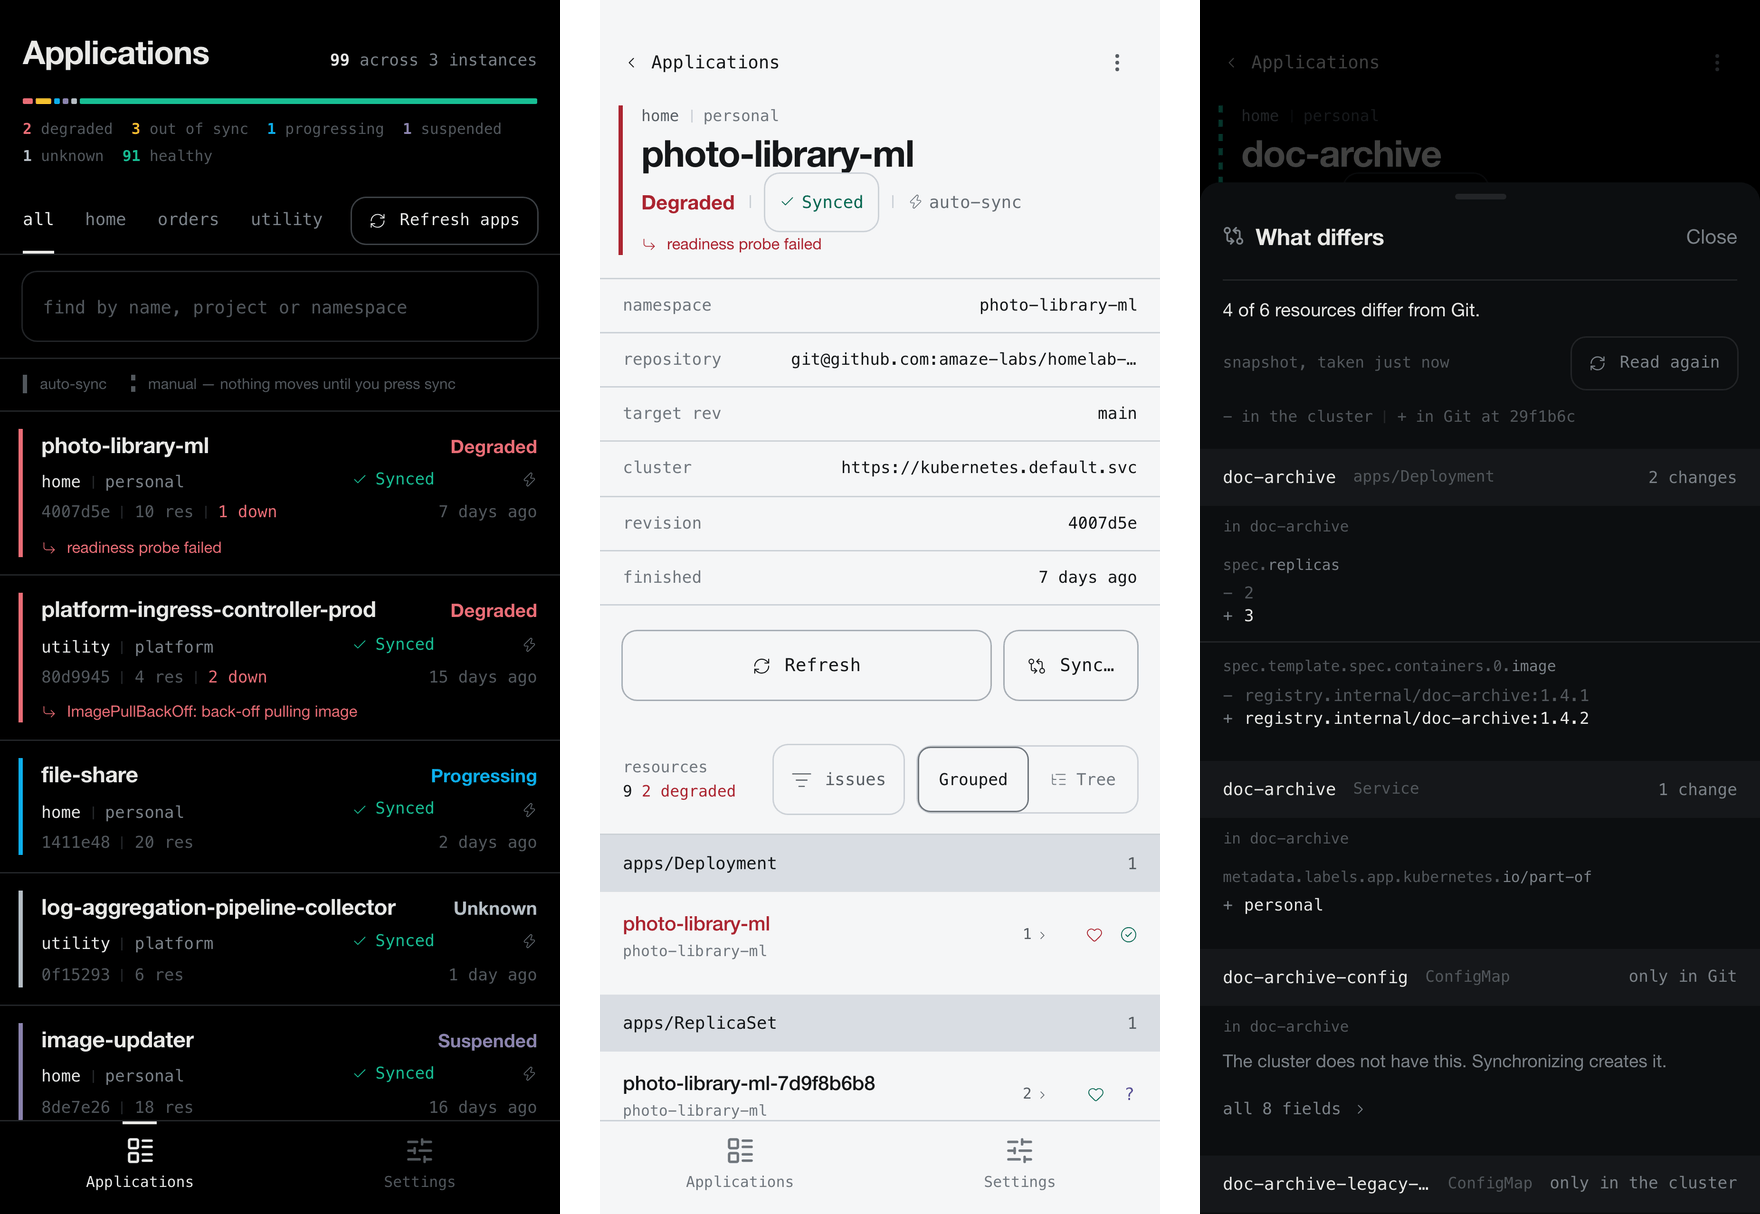 Applications
99 across 3 instances
2 degraded 3 out of sync 1 progressing 1 suspended
1 unknown 91 healthy
all home orders utility Refresh apps
find by name, project or namespace
auto-sync manual — nothing moves until you press sync
photo-library-ml Degraded
home | personal ✓ Synced
4007d5e | 10 res | 1 down 7 days ago
readiness probe failed
platform-ingress-controller-prod Degraded
utility | platform ✓ Synced
80d9945 | 4 res | 2 down 15 days ago
ImagePullBackOff: back-off pulling image
file-share Progressing
home | personal ✓ Synced
1411e48 | 20 res 2 days ago
log-aggregation-pipeline-collector Unknown
utility | platform ✓ Synced
0f15293 | 6 res 1 day ago
image-updater Suspended
home | personal ✓ Synced
8de7e26 | 18 res 16 days ago
Applications Settings
‹ Applications
home | personal
photo-library-ml
Degraded | ✓ Synced | auto-sync
readiness probe failed
namespace photo-library-ml
repository git@github.com:amaze-labs/homelab-…
target rev main
cluster https://kubernetes.default.svc
revision 4007d5e
finished 7 days ago
Refresh Sync…
resources
9 2 degraded
issues Grouped Tree
apps/Deployment 1
photo-library-ml
photo-library-ml
1 ›
apps/ReplicaSet 1
photo-library-ml-7d9f8b6b8
photo-library-ml
2 › ?
Applications Settings
‹ Applications
home | personal
doc-archive
What differs Close
4 of 6 resources differ from Git.
snapshot, taken just now Read again
− in the cluster | + in Git at 29f1b6c
doc-archive apps/Deployment 2 changes
in doc-archive
spec.replicas
− 2
+ 3
spec.template.spec.containers.0.image
− registry.internal/doc-archive:1.4.1
+ registry.internal/doc-archive:1.4.2
doc-archive Service 1 change
in doc-archive
metadata.labels.app.kubernetes.io/part-of
+ personal
doc-archive-config ConfigMap only in Git
in doc-archive
The cluster does not have this. Synchronizing creates it.
all 8 fields ›
doc-archive-legacy-… ConfigMap only in the cluster